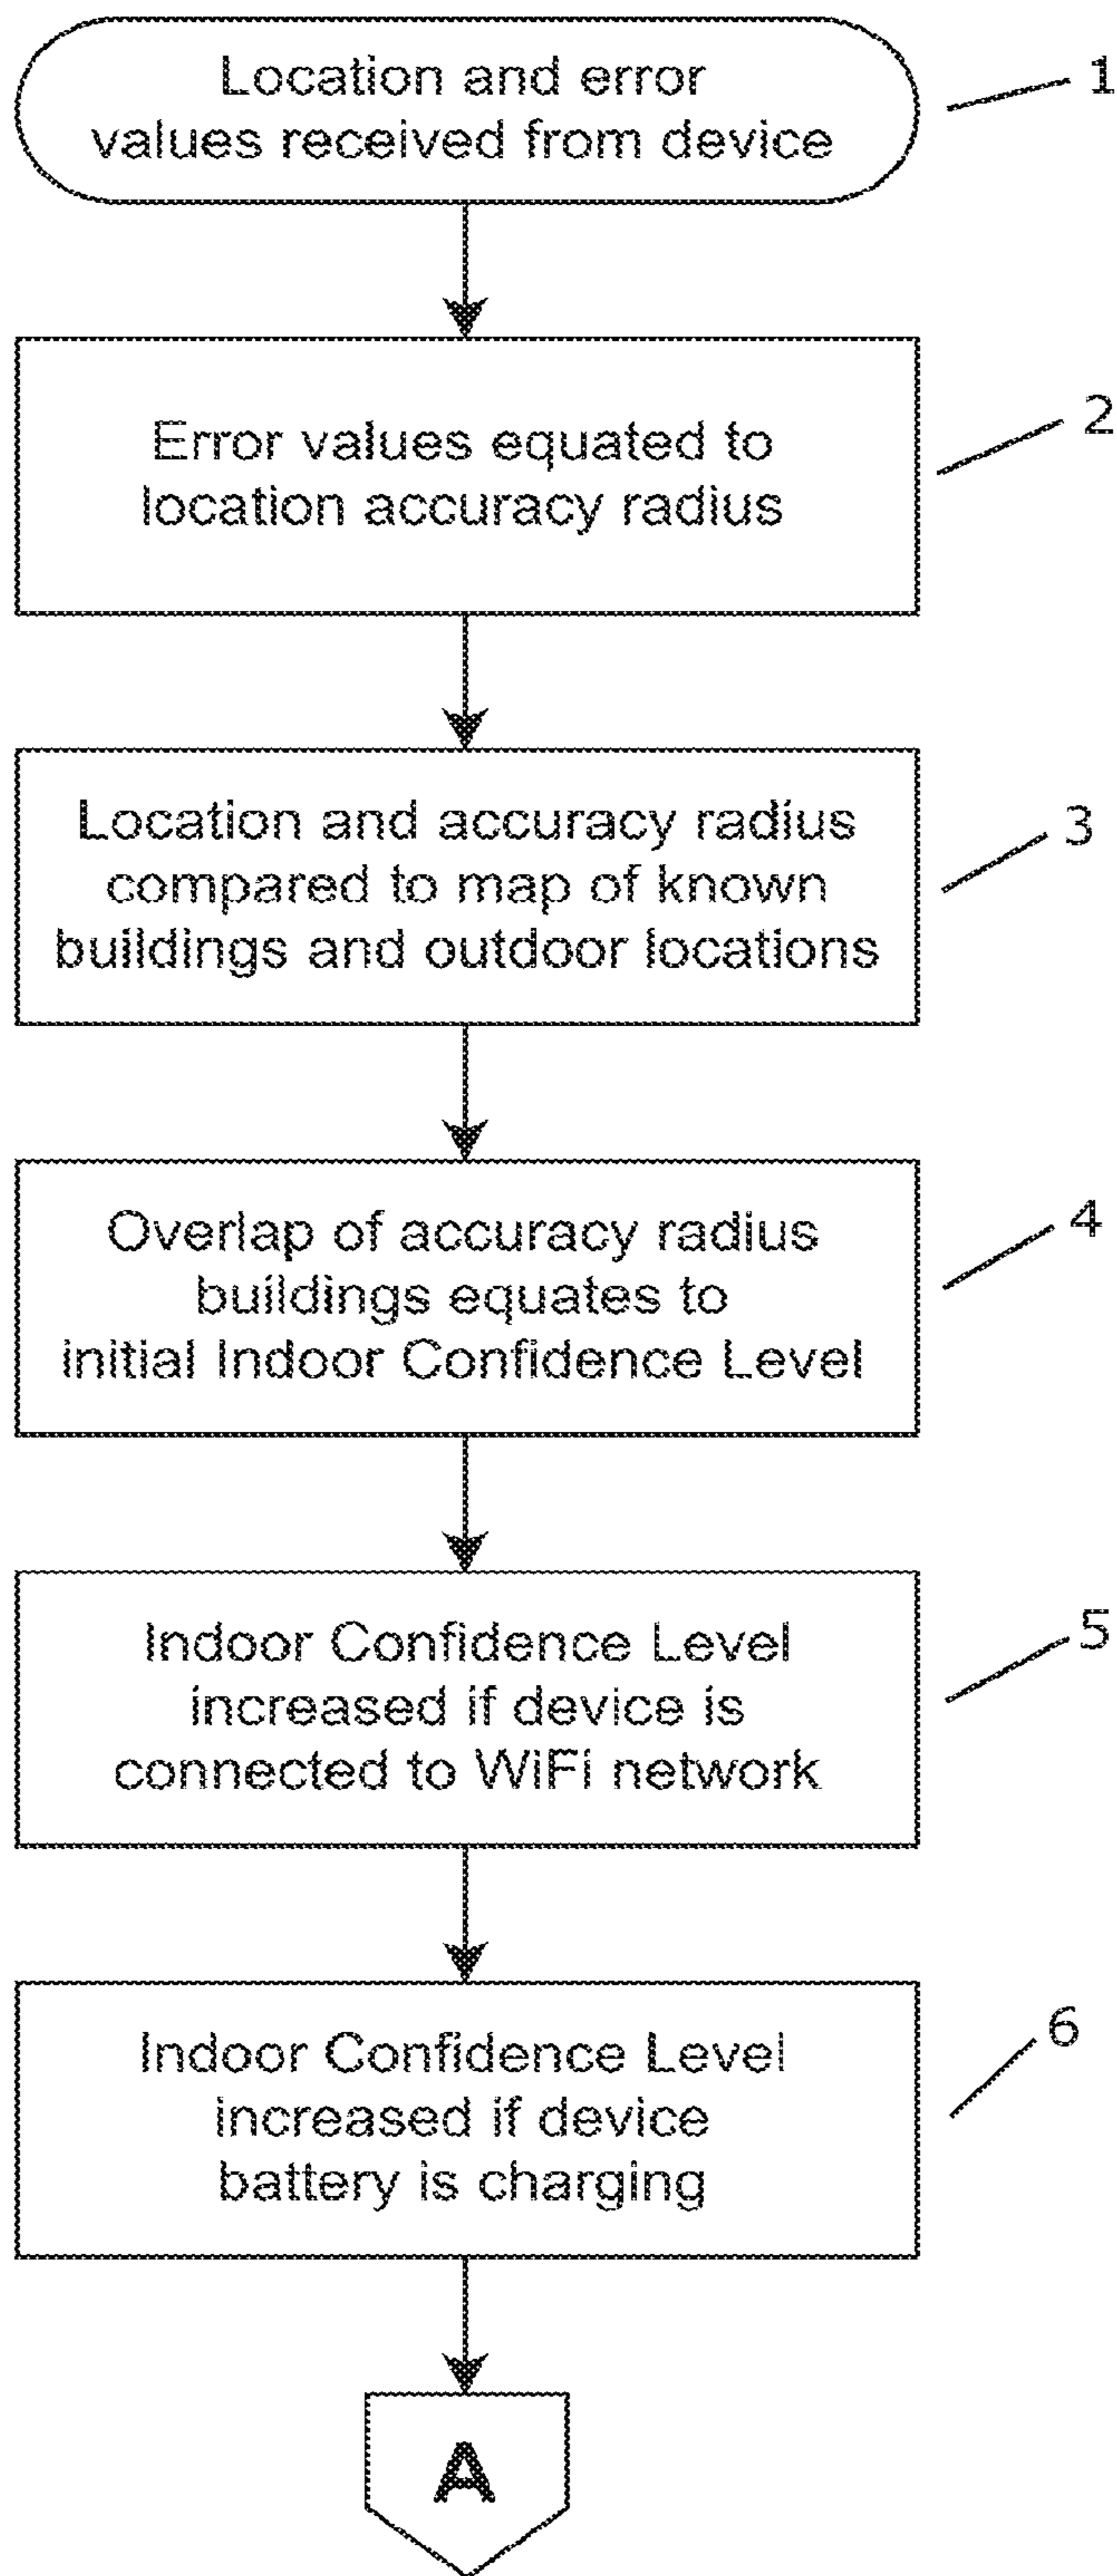 Location and error
values received from device
1
Error values equated to
location accuracy radius
2
Location and accuracy radius
compared to map of known
buildings and outdoor locations
3
Overlap of accuracy radius
buildings equates to
initial Indoor Confidence Level
4
Indoor Confidence Level
increased if device is
connected to WiFi network
5
Indoor Confidence Level
increased if device
battery is charging
6
A